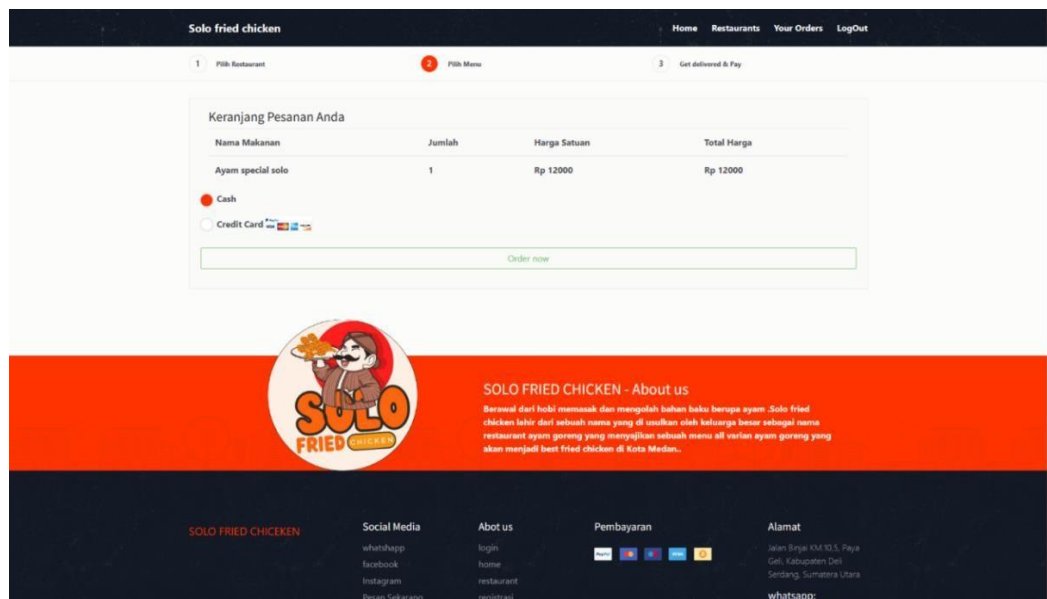 Solo fried chicken
Home Restaurants Your Orders LogOut
1 Pilih Restaurant 2 Pilih Menu 3 Get delivered & Pay
Keranjang Pesanan Anda
Nama Makanan Jumlah Harga Satuan Total Harga
Ayam special solo 1 Rp 12000 Rp 12000
Cash
Credit Card
Order now
SOLO
FRIED CHICKEN
SOLO FRIED CHICKEN - About us
Berawal dari hobi memasak dan mengolah bahan baku berupa ayam .Solo fried
chicken lahir dari sebuah nama yang di usulkan oleh keluarga besar sebagai nama
restaurant ayam goreng yang menyajikan sebuah menu all varian ayam goreng yang
akan menjadi best fried chicken di Kota Medan..
SOLO FRIED CHICEKEN
Social Media
whatshapp
facebook
Instagram
Pesan Sekarang
Abot us
login
home
restaurant
registrasi
Pembayaran
Alamat
Jalan Binjai KM 10,5, Paya
Geli, Kabupaten Deli
Serdang, Sumatera Utara
whatsapp: